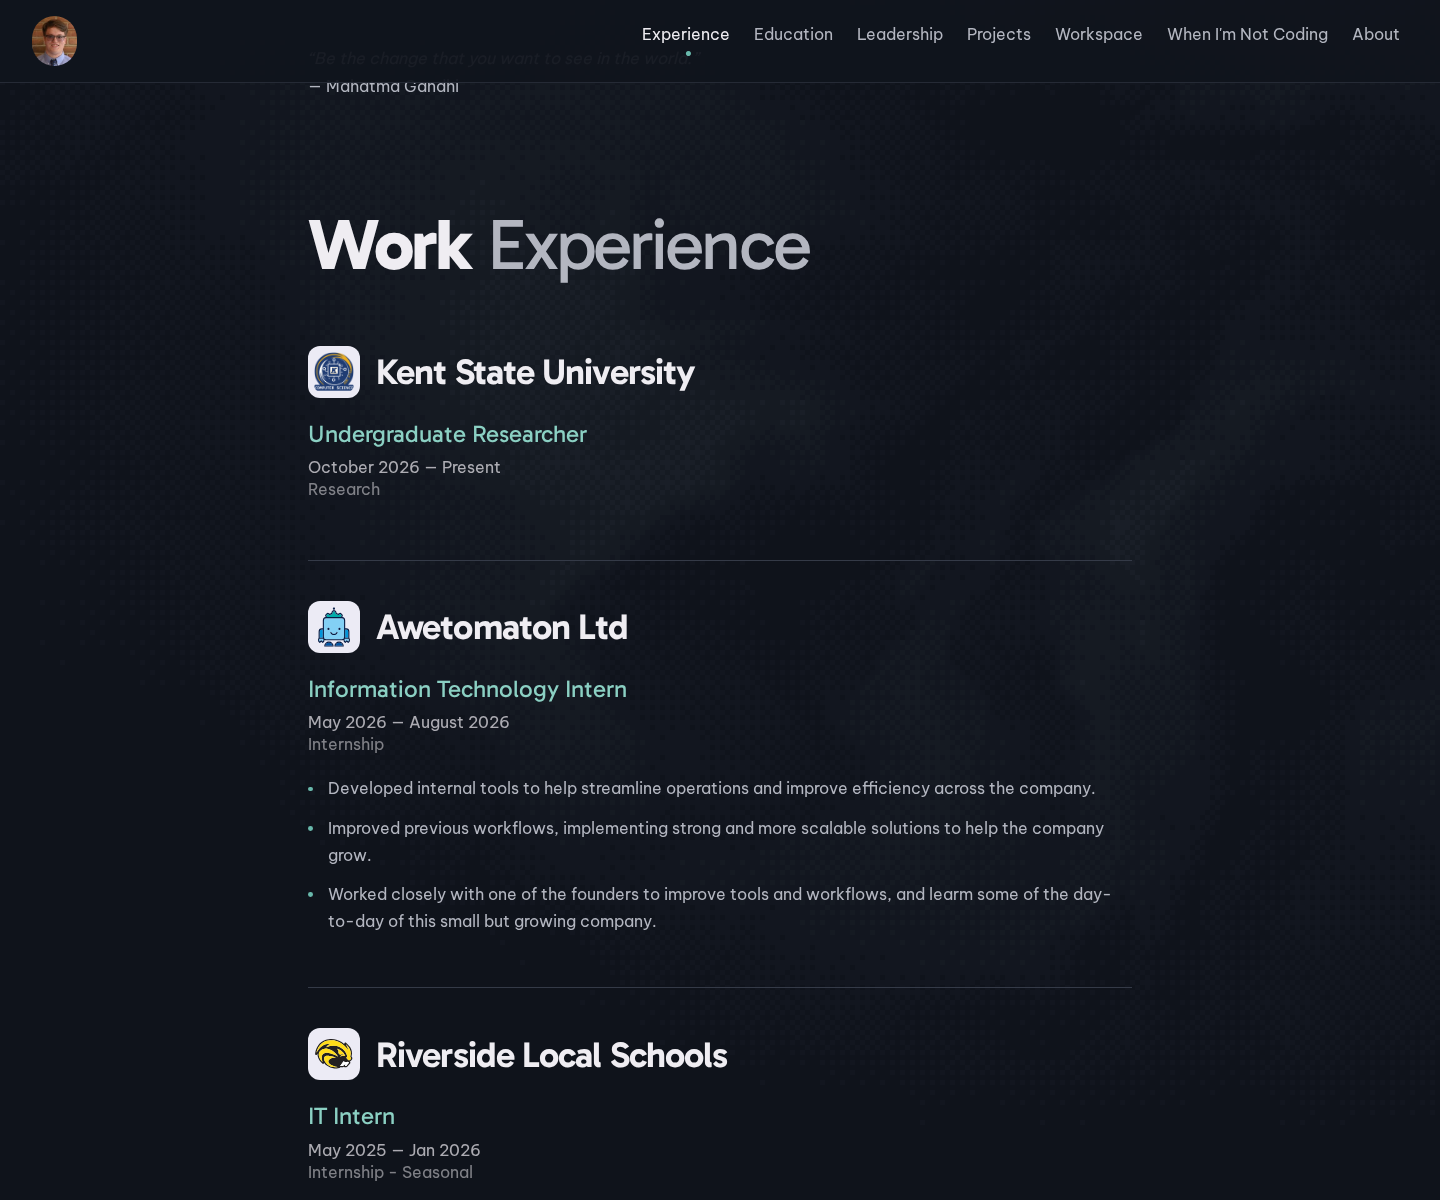 Experience Education Leadership Projects Workspace When I'm Not Coding About
"Be the change that you want to see in the world."
— Mahatma Gandhi
Work Experience
Kent State University
Undergraduate Researcher
October 2026 — Present
Research
Awetomaton Ltd
Information Technology Intern
May 2026 — August 2026
Internship
• Developed internal tools to help streamline operations and improve efficiency across the company.
• Improved previous workflows, implementing strong and more scalable solutions to help the company
grow.
• Worked closely with one of the founders to improve tools and workflows, and learm some of the day-
to-day of this small but growing company.
Riverside Local Schools
IT Intern
May 2025 — Jan 2026
Internship - Seasonal